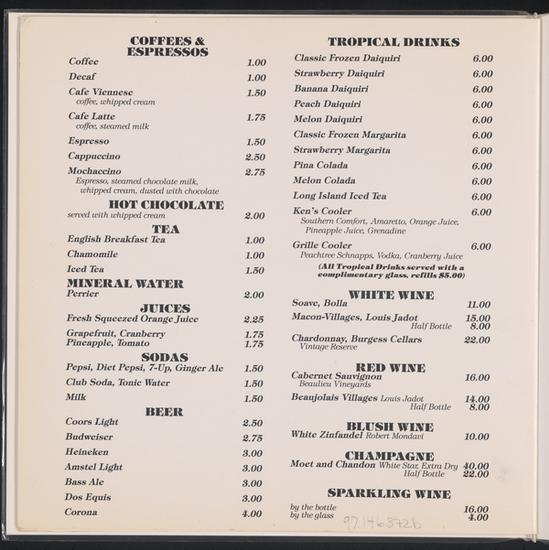 COFFEES &
ESPRESSOS
Coffee 1.00
Decaf 1.00
Cafe Viennese 1.50
coffee, whipped cream
Cafe Latte 1.75
coffee, steamed milk
Espresso 1.50
Cappuccino 2.50
Mochaccino 2.75
Espresso, steamed chocolate milk,
whipped cream, dusted with chocolate
HOT CHOCOLATE
served with whipped cream 2.00
TEA
English Breakfast Tea 1.00
Chamomile 1.00
Iced Tea 1.50
MINERAL WATER
Perrier 2.00
JUICES
Fresh Squeezed Orange Juice 2.25
Grapefruit, Cranberry 1.75
Pineapple, Tomato 1.75
SODAS
Pepsi, Diet Pepsi, 7-Up, Ginger Ale 1.50
Club Soda, Tonic Water 1.50
Milk 1.50
BEER
Coors Light 2.50
Budweiser 2.75
Heineken 3.00
Amstel Light 3.00
Bass Ale 3.00
Dos Equis 3.00
Corona 4.00
TROPICAL DRINKS
Classic Frozen Daiquiri 6.00
Strawberry Daiquiri 6.00
Banana Daiquiri 6.00
Peach Daiquiri 6.00
Melon Daiquiri 6.00
Classic Frozen Margarita 6.00
Strawberry Margarita 6.00
Pina Colada 6.00
Melon Colada 6.00
Long Island Iced Tea 6.00
Ken's Cooler 6.00
Southern Comfort, Amaretto, Orange Juice,
Pineapple Juice, Grenadine
Grille Cooler 6.00
Peachtree Schnapps, Vodka, Cranberry Juice
(All Tropical Drinks served with a
complimentary glass, refills $5.00)
WHITE WINE
Soave, Bolla 11.00
Macon-Villages, Louis Jadot 15.00
Half Bottle 8.00
Chardonnay, Burgess Cellars 22.00
Vintage Reserve
RED WINE
Cabernet Sauvignon 16.00
Beaulieu Vineyards
Beaujolais Villages Louis Jadot 14.00
Half Bottle 8.00
BLUSH WINE
White Zinfandel Robert Mondavi 10.00
CHAMPAGNE
Moet and Chandon White Star, Extra Dry 40.00
Half Bottle 22.00
SPARKLING WINE
by the bottle 16.00
by the glass 4.00